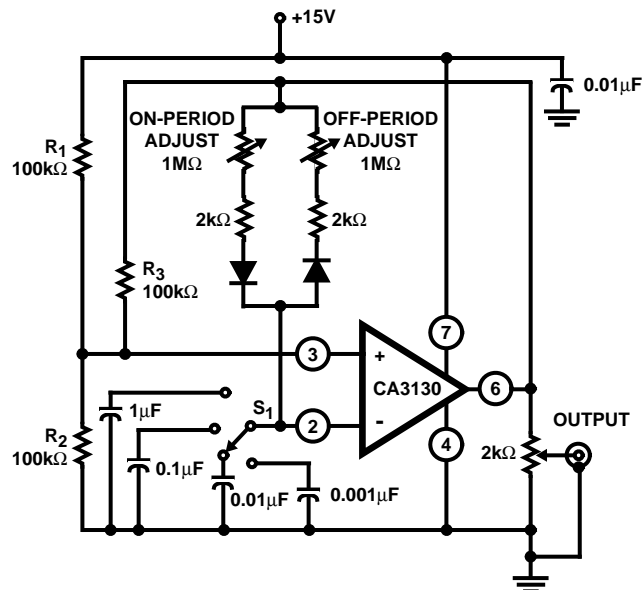 +15V
0.01μF
ON-PERIOD
ADJUST
1MΩ
OFF-PERIOD
ADJUST
1MΩ
R1
100kΩ
2kΩ
2kΩ
R3
100kΩ
7
3
+
CA3130
6
OUTPUT
S1
2
-
4
2kΩ
1μF
R2
100kΩ
0.1μF
0.01μF
0.001μF